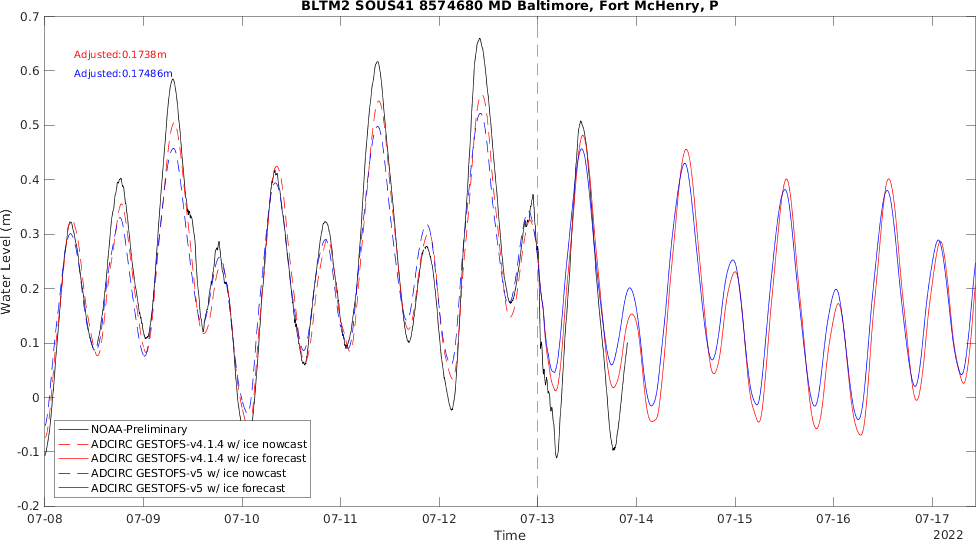 BLTM2 SOUS41 8574680 MD Baltimore, Fort McHenry, P
Adjusted:0.1738m
Adjusted:0.17486m
Water Level (m)
0.7
0.6
0.5
0.4
0.3
0.2
0.1
0
-0.1
-0.2
NOAA-Preliminary
ADCIRC GESTOFS-v4.1.4 w/ ice nowcast
ADCIRC GESTOFS-v4.1.4 w/ ice forecast
ADCIRC GESTOFS-v5 w/ ice nowcast
ADCIRC GESTOFS-v5 w/ ice forecast
07-08 07-09 07-10 07-11 07-12 07-13 07-14 07-15 07-16 07-17
Time
2022